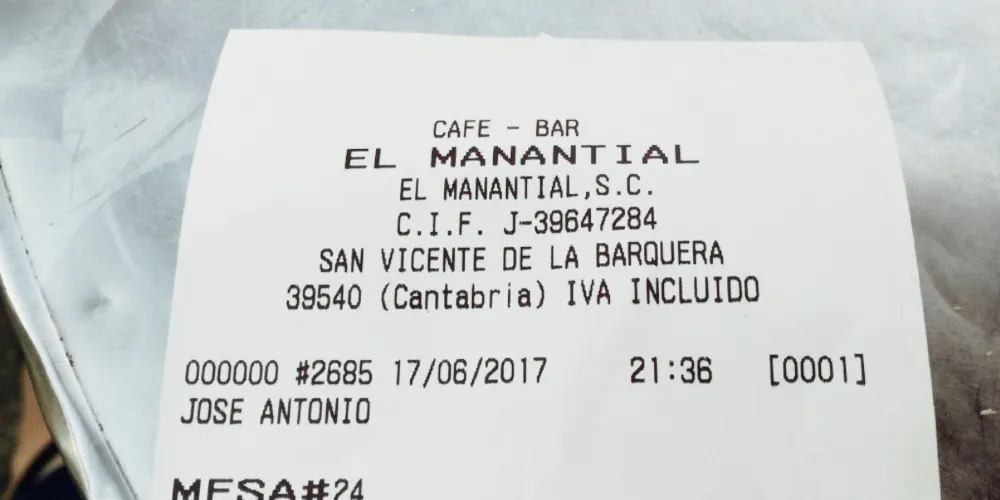 CAFE - BAR
EL MANANTIAL
EL MANANTIAL,S.C.
C.I.F. J-39647284
SAN VICENTE DE LA BARQUERA
39540 (Cantabria) IVA INCLUIDO
000000 #2685 17/06/2017 21:36 [0001]
JOSE ANTONIO
MESA#24